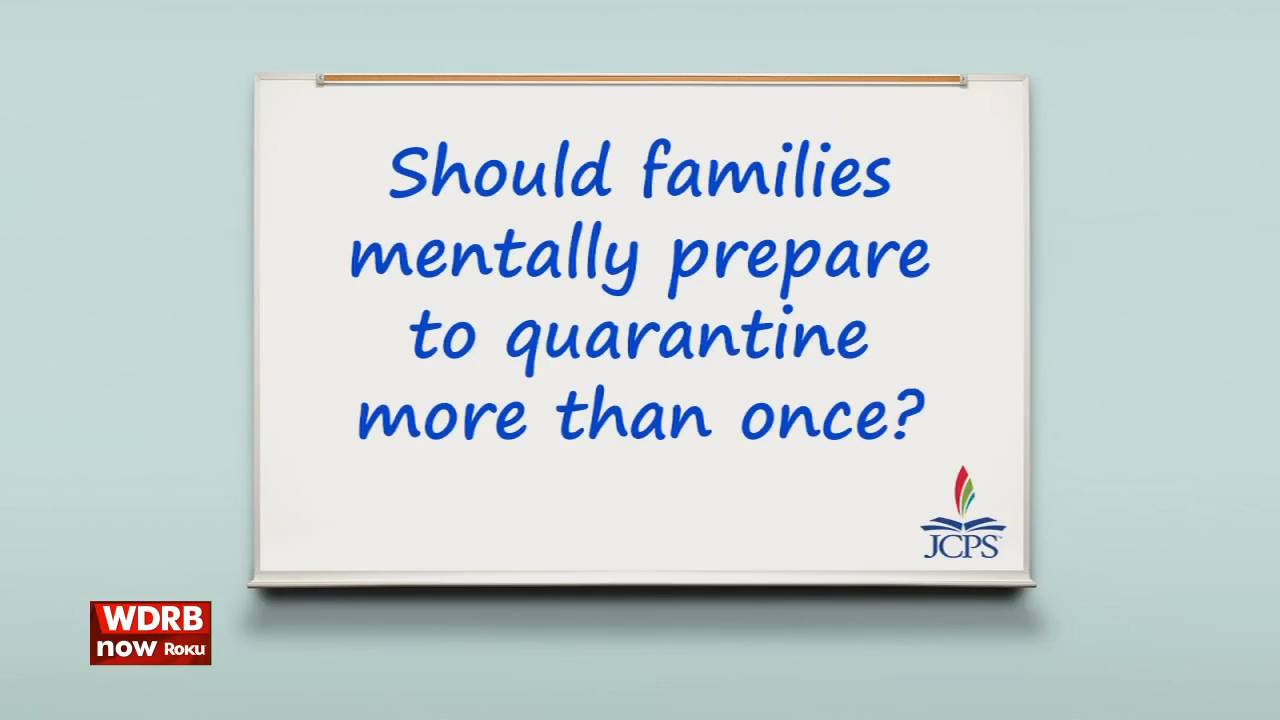 Should families
mentally prepare
to quarantine
more than once?
JCPS
WDRB
now Roku